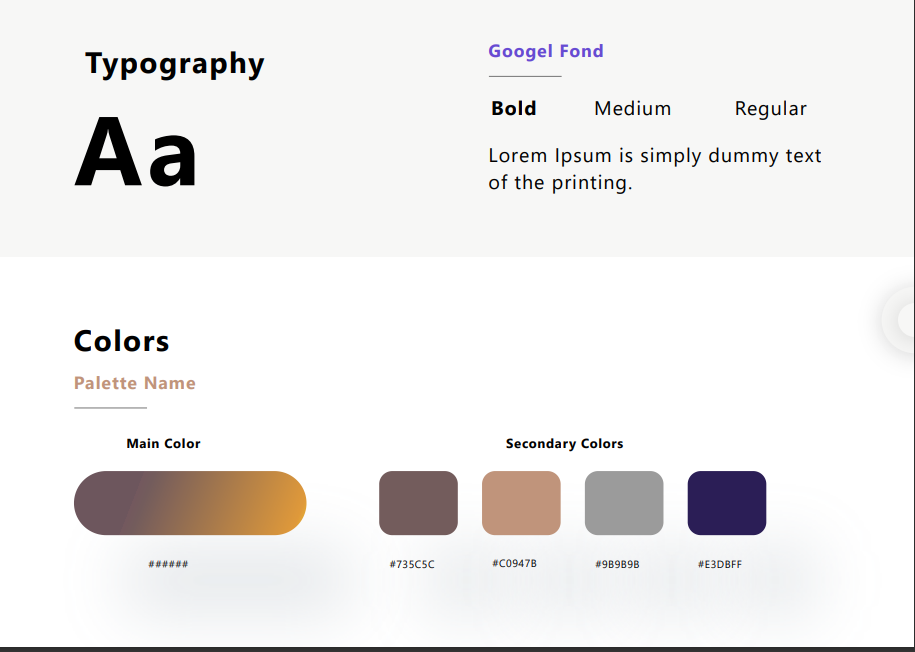 Typography
Aa
Googel Fond
Bold Medium Regular
Lorem Ipsum is simply dummy text
of the printing.
Colors
Palette Name
Main Color
Secondary Colors
######
#735C5C
#C0947B
#9B9B9B
#E3DBFF